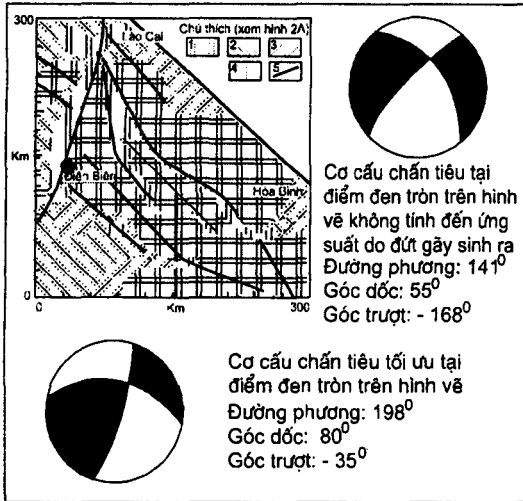 300
Lào Cai
Chú thích (xem hình 2A)
1
2
3
4
5
Km
Điện Biên
Hòa Bình
0
0
Km
300
Cơ cấu chấn tiêu tại
điểm đen tròn trên hình
vẽ không tính đến ứng
suất do đứt gãy sinh ra
Đường phương: 141⁰
Góc dốc: 55⁰
Góc trượt: - 168⁰
Cơ cấu chấn tiêu tối ưu tại
điểm đen tròn trên hình vẽ
Đường phương: 198⁰
Góc dốc: 80⁰
Góc trượt: - 35⁰